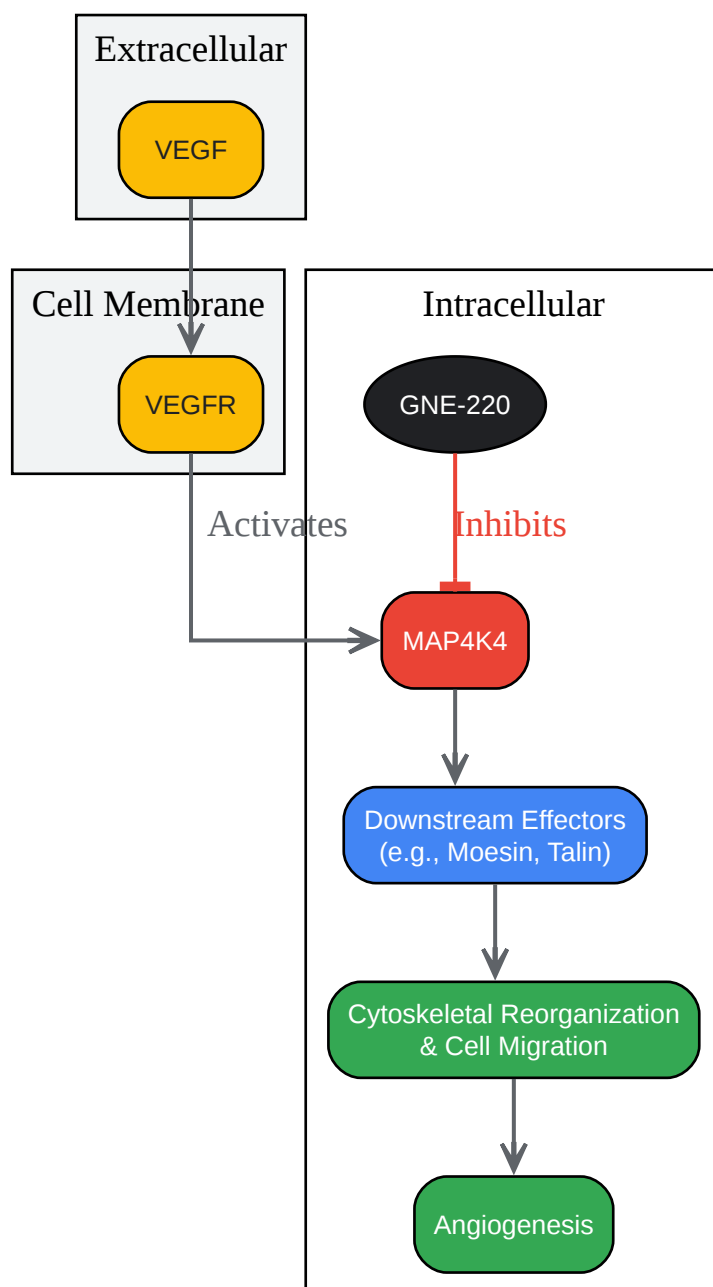 Extracellular
VEGF
Cell Membrane
VEGFR
Intracellular
GNE-220
Activates
Inhibits
MAP4K4
Downstream Effectors
(e.g., Moesin, Talin)
Cytoskeletal Reorganization
& Cell Migration
Angiogenesis